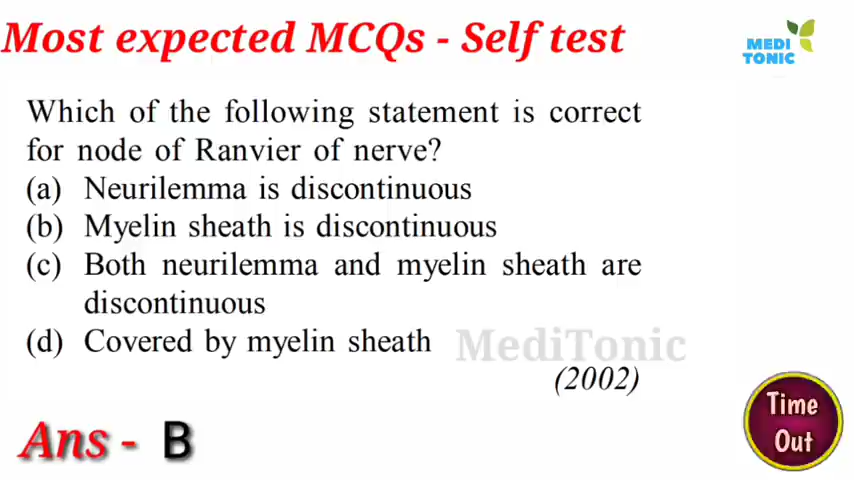 Most expected MCQs - Self test
MEDI
TONIC
Which of the following statement is correct
for node of Ranvier of nerve?
(a) Neurilemma is discontinuous
(b) Myelin sheath is discontinuous
(c) Both neurilemma and myelin sheath are
discontinuous
(d) Covered by myelin sheath
MediTonic
(2002)
Time
Out
Ans - B